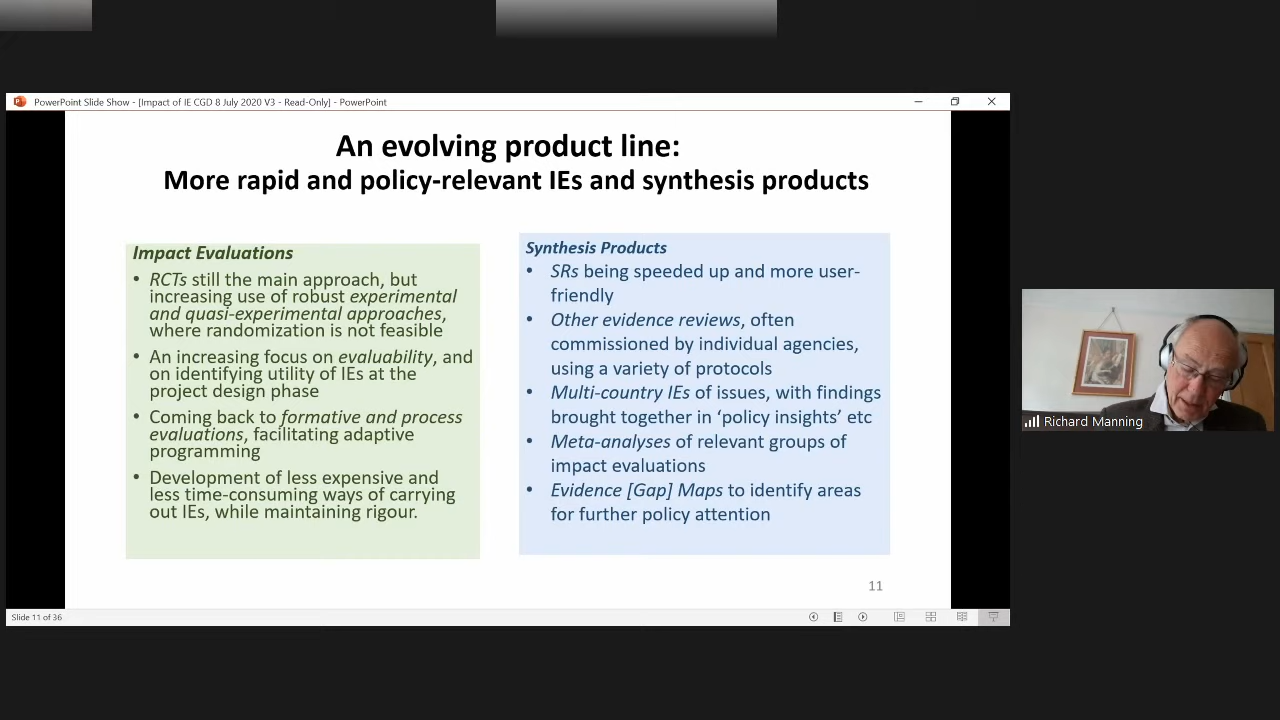 PowerPoint Slide Show - [Impact of IE CGD 8 July 2020 V3 - Read-Only] - PowerPoint
An evolving product line:
More rapid and policy-relevant IEs and synthesis products
Impact Evaluations
• RCTs still the main approach, but
increasing use of robust experimental
and quasi-experimental approaches,
where randomization is not feasible
• An increasing focus on evaluability, and
on identifying utility of IEs at the
project design phase
• Coming back to formative and process
evaluations, facilitating adaptive
programming
• Development of less expensive and
less time-consuming ways of carrying
out IEs, while maintaining rigour.
Synthesis Products
• SRs being speeded up and more user-
friendly
• Other evidence reviews, often
commissioned by individual agencies,
using a variety of protocols
• Multi-country IEs of issues, with findings
brought together in ‘policy insights’ etc
• Meta-analyses of relevant groups of
impact evaluations
• Evidence [Gap] Maps to identify areas
for further policy attention
11
Slide 11 of 36
Richard Manning